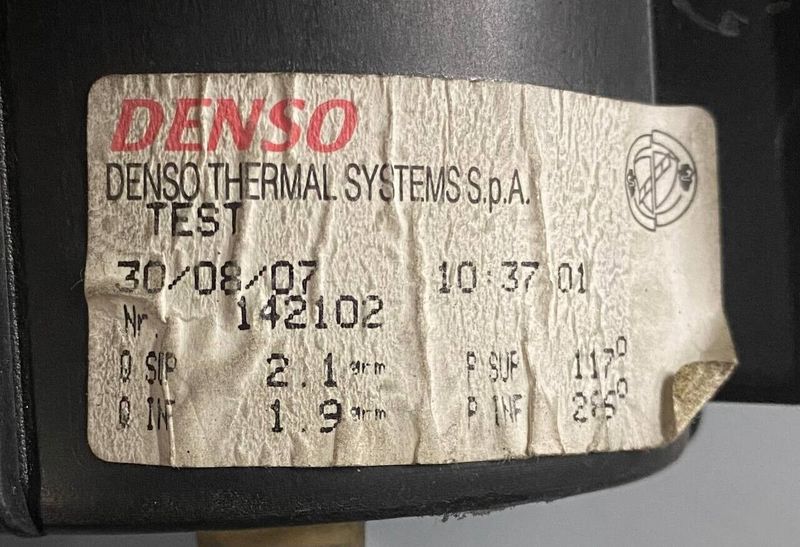 DENSO
DENSO THERMAL SYSTEMS S.p.A.
TEST
30/08/07 10:37:01
Nr. 142102
Q SUP 2.1 grm P SUP 117°
Q INF 1.9 grm P INF 286°